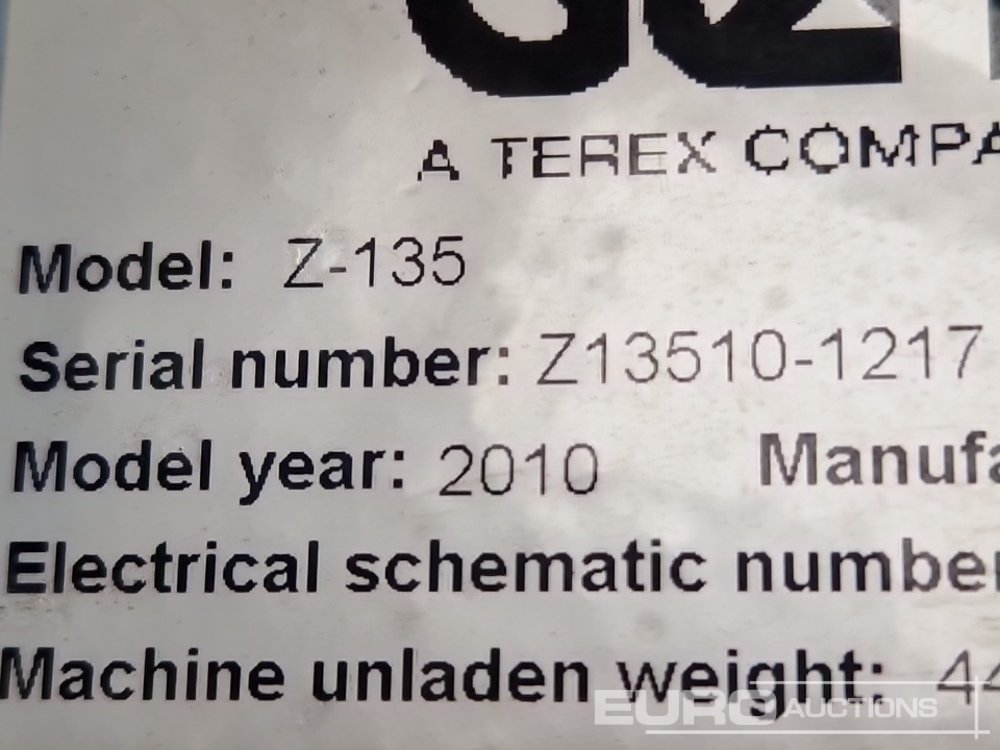 A TEREX COMPA
Model: Z-135
Serial number: Z13510-1217
Model year: 2010 Manufa
Electrical schematic number
Machine unladen weight: 44
EURO AUCTIONS